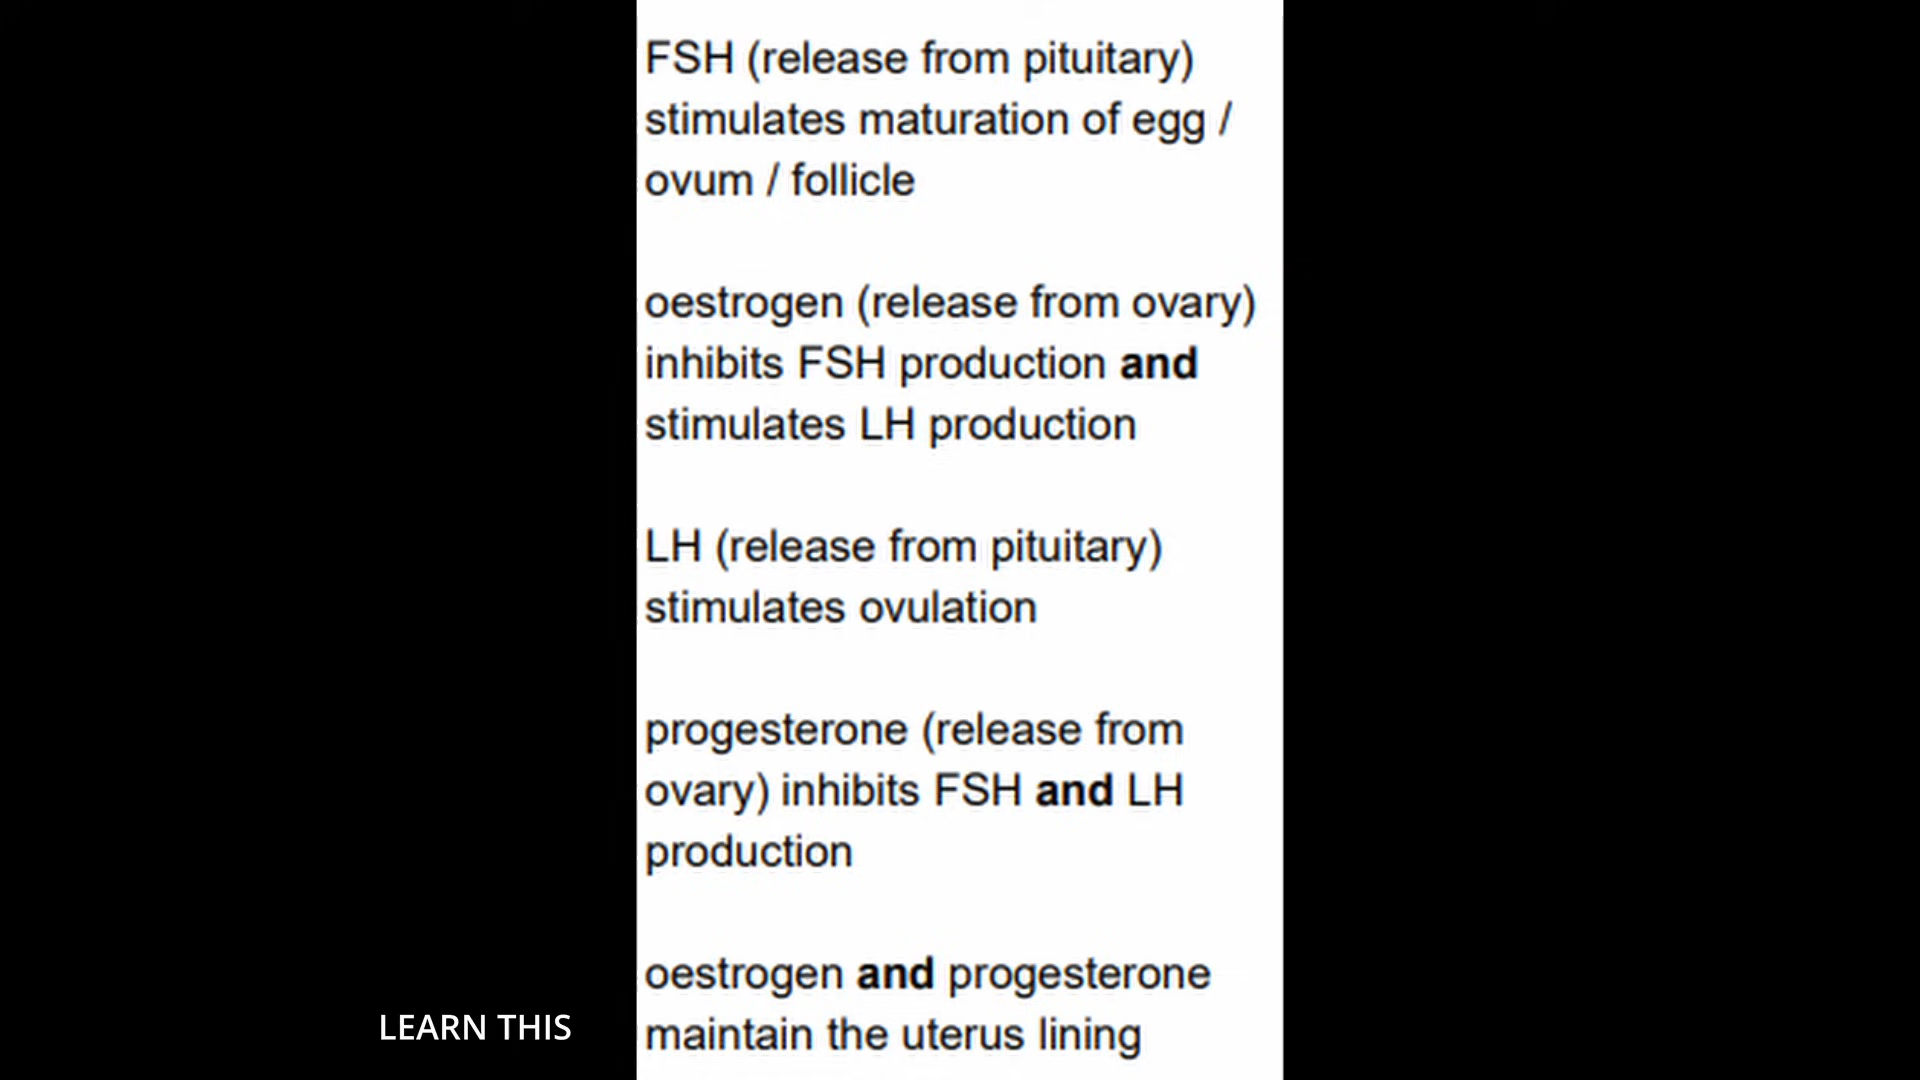 FSH (release from pituitary)
stimulates maturation of egg /
ovum / follicle
oestrogen (release from ovary)
inhibits FSH production and
stimulates LH production
LH (release from pituitary)
stimulates ovulation
progesterone (release from
ovary) inhibits FSH and LH
production
oestrogen and progesterone
maintain the uterus lining
LEARN THIS